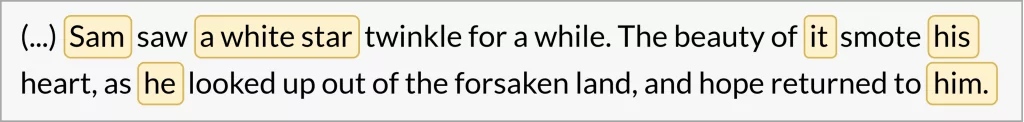 (...) Sam saw a white star twinkle for a while. The beauty of it smote his
heart, as he looked up out of the forsaken land, and hope returned to him.